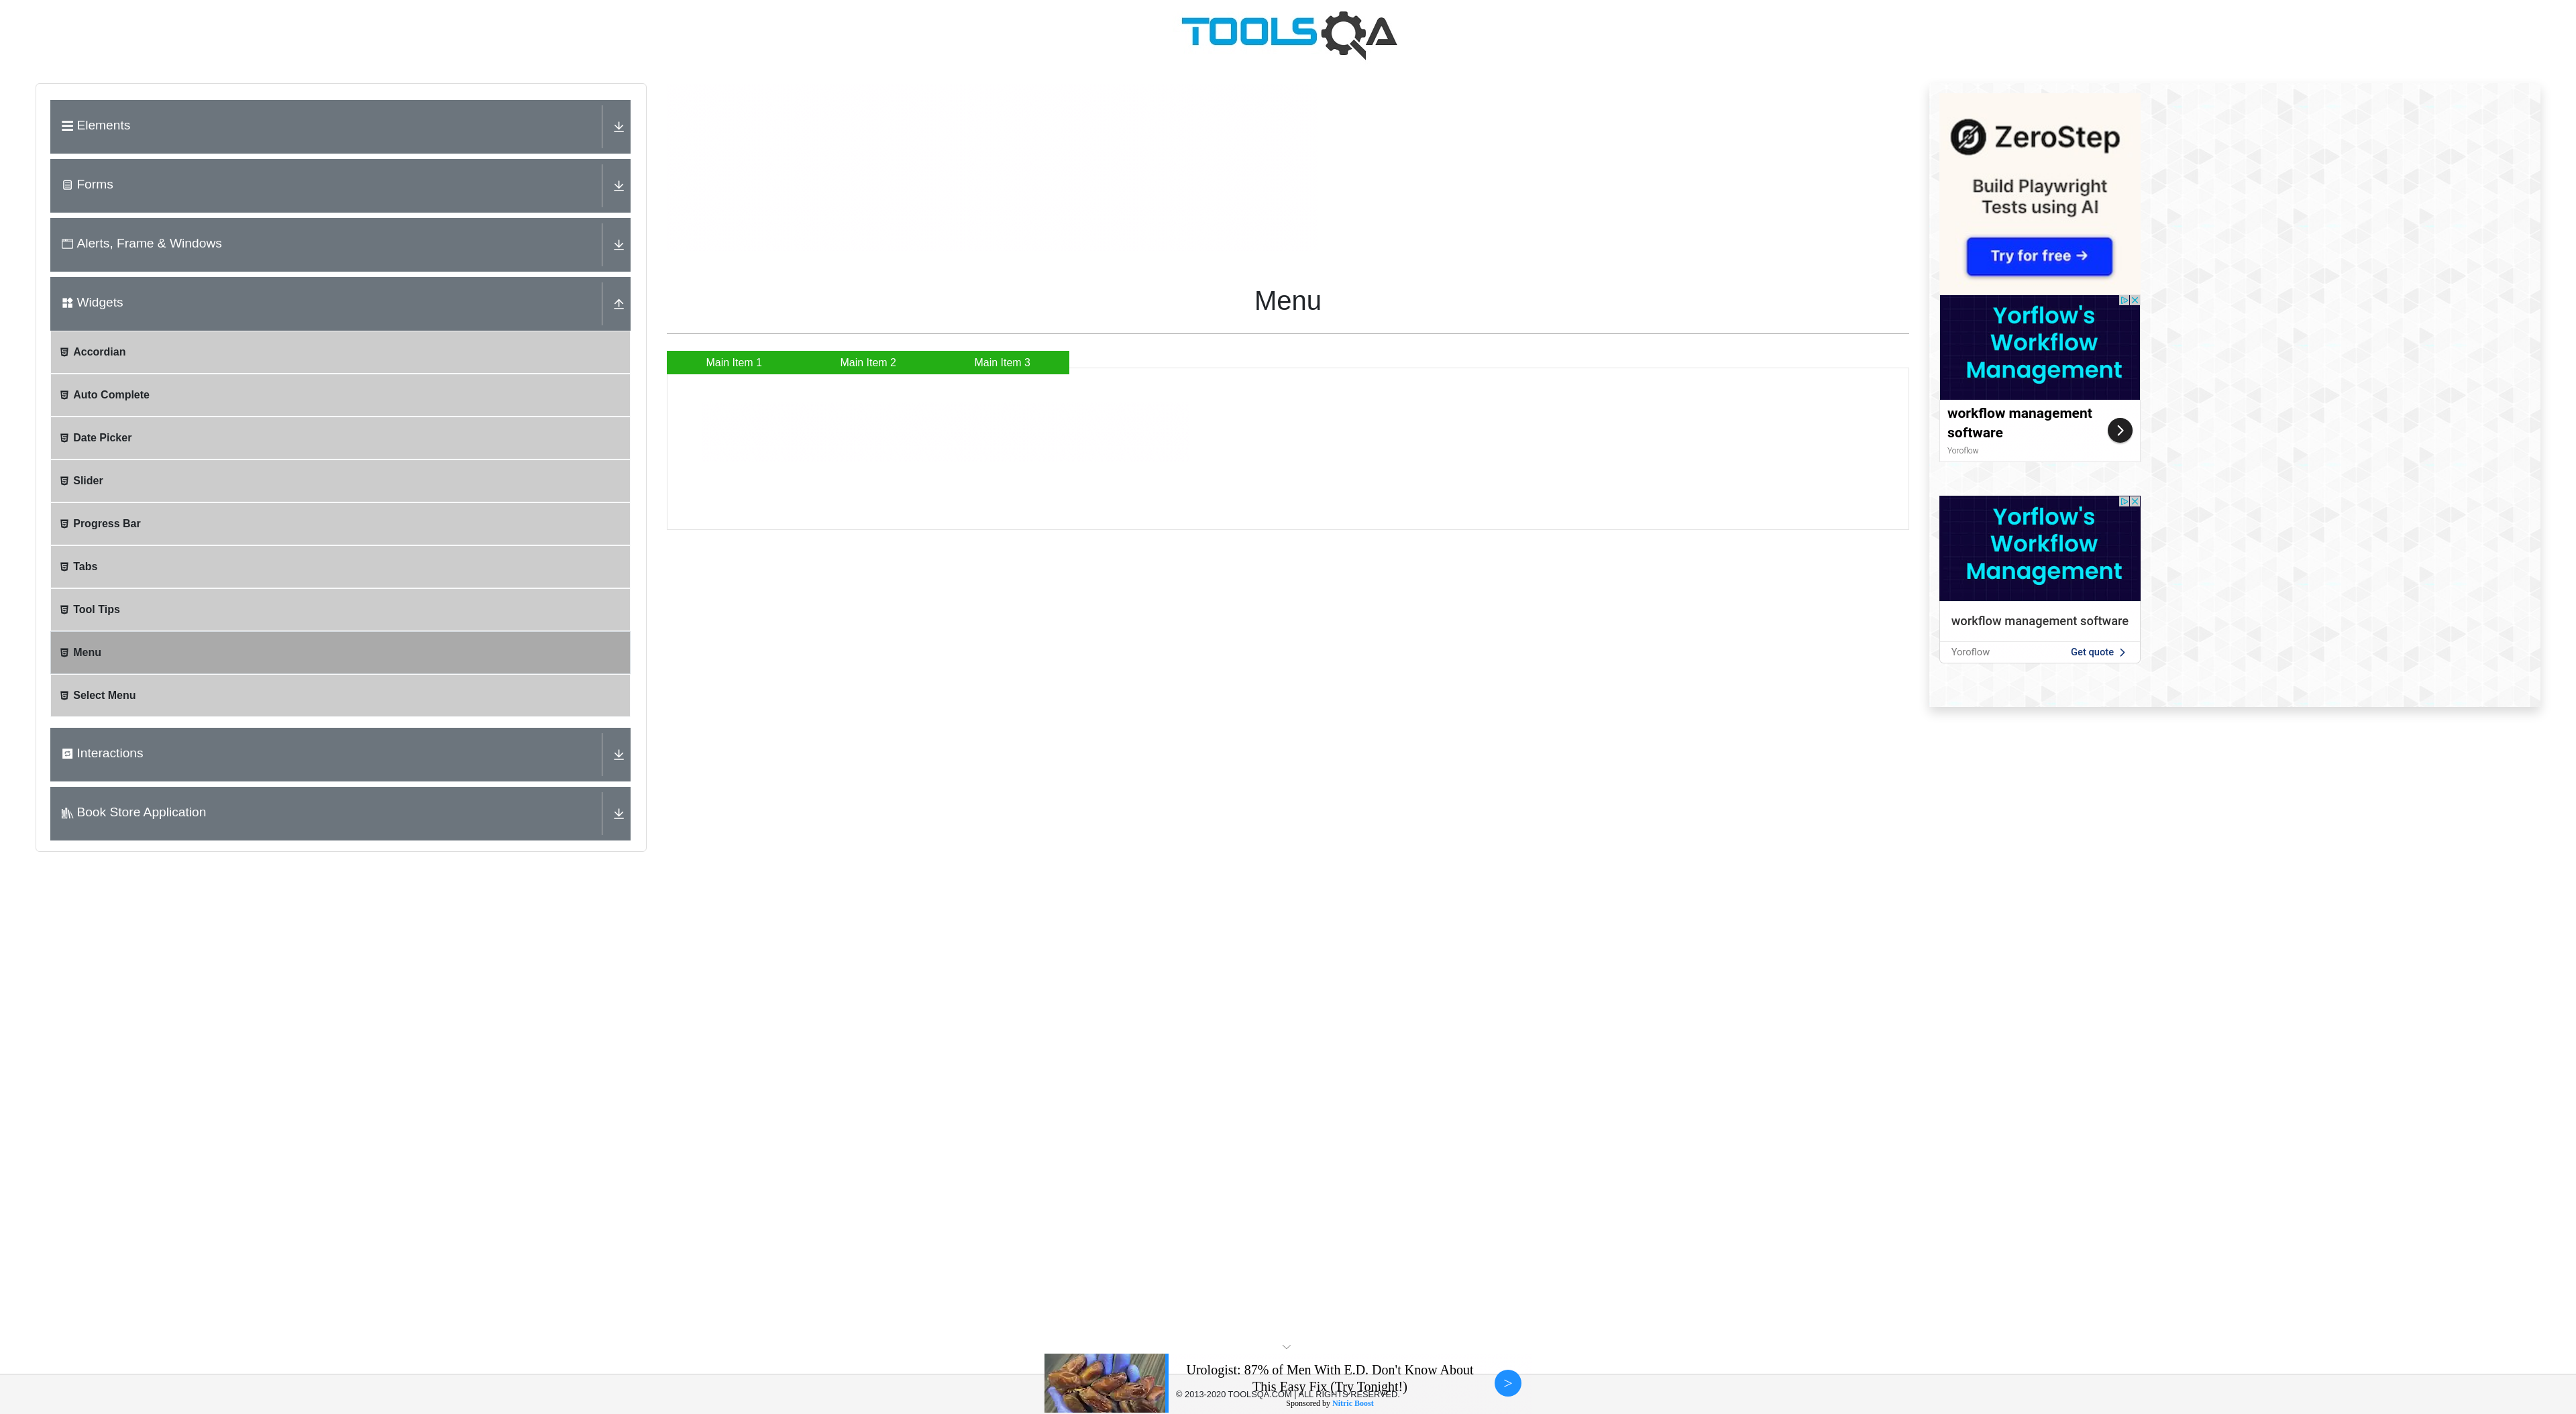 TOOLSQA
Elements
Forms
Alerts, Frame & Windows
Widgets
Accordian
Auto Complete
Date Picker
Slider
Progress Bar
Tabs
Tool Tips
Menu
Select Menu
Interactions
Book Store Application
Menu
Main Item 1
Main Item 2
Main Item 3
ZeroStep
Build Playwright
Tests using AI
Try for free →
Yorflow's
Workflow
Management
workflow management
software
Yoroflow
Yorflow's
Workflow
Management
workflow management software
Yoroflow
Get quote
Urologist: 87% of Men With E.D. Don't Know About
This Easy Fix (Try Tonight!)
© 2013-2020 TOOLSQA.COM | ALL RIGHTS RESERVED.
Sponsored by Nitric Boost
>